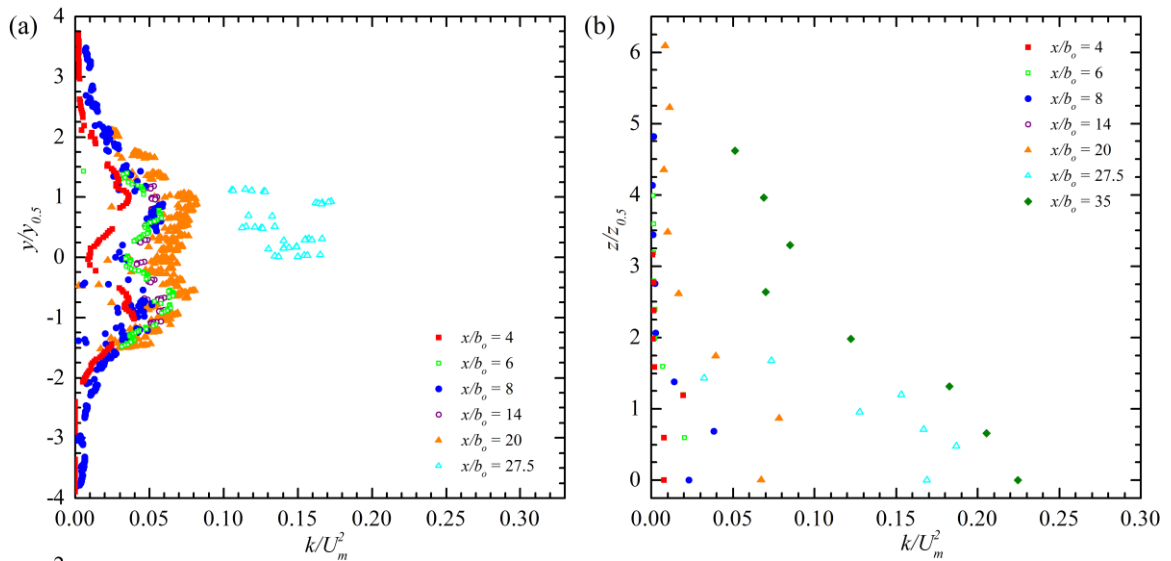 (a)
4
3
2
1
0
-1
-2
-3
-4
y/y0.5
0.00 0.05 0.10 0.15 0.20 0.25 0.30
k/U²m
x/bo = 4
x/bo = 6
x/bo = 8
x/bo = 14
x/bo = 20
x/bo = 27.5
(b)
6
5
4
3
2
1
0
z/z0.5
0.00 0.05 0.10 0.15 0.20 0.25 0.30
k/U²m
x/bo = 4
x/bo = 6
x/bo = 8
x/bo = 14
x/bo = 20
x/bo = 27.5
x/bo = 35